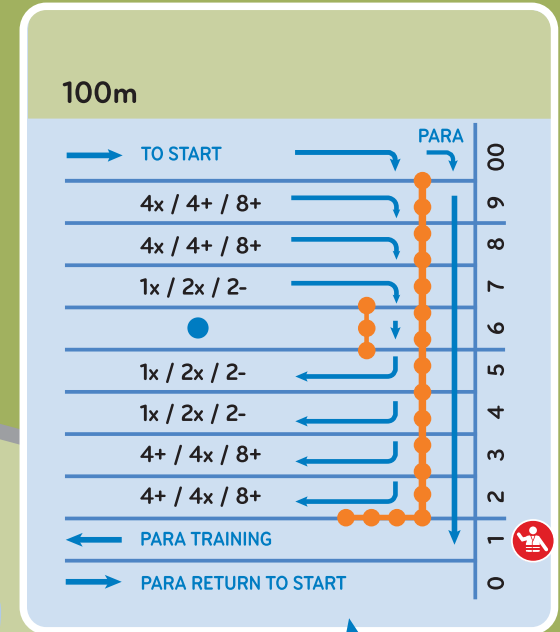 100m
PARA
TO START 00
4x / 4+ / 8+ 9
4x / 4+ / 8+ 8
1x / 2x / 2- 7
6
1x / 2x / 2- 5
1x / 2x / 2- 4
4+ / 4x / 8+ 3
4+ / 4x / 8+ 2
PARA TRAINING 1
PARA RETURN TO START 0